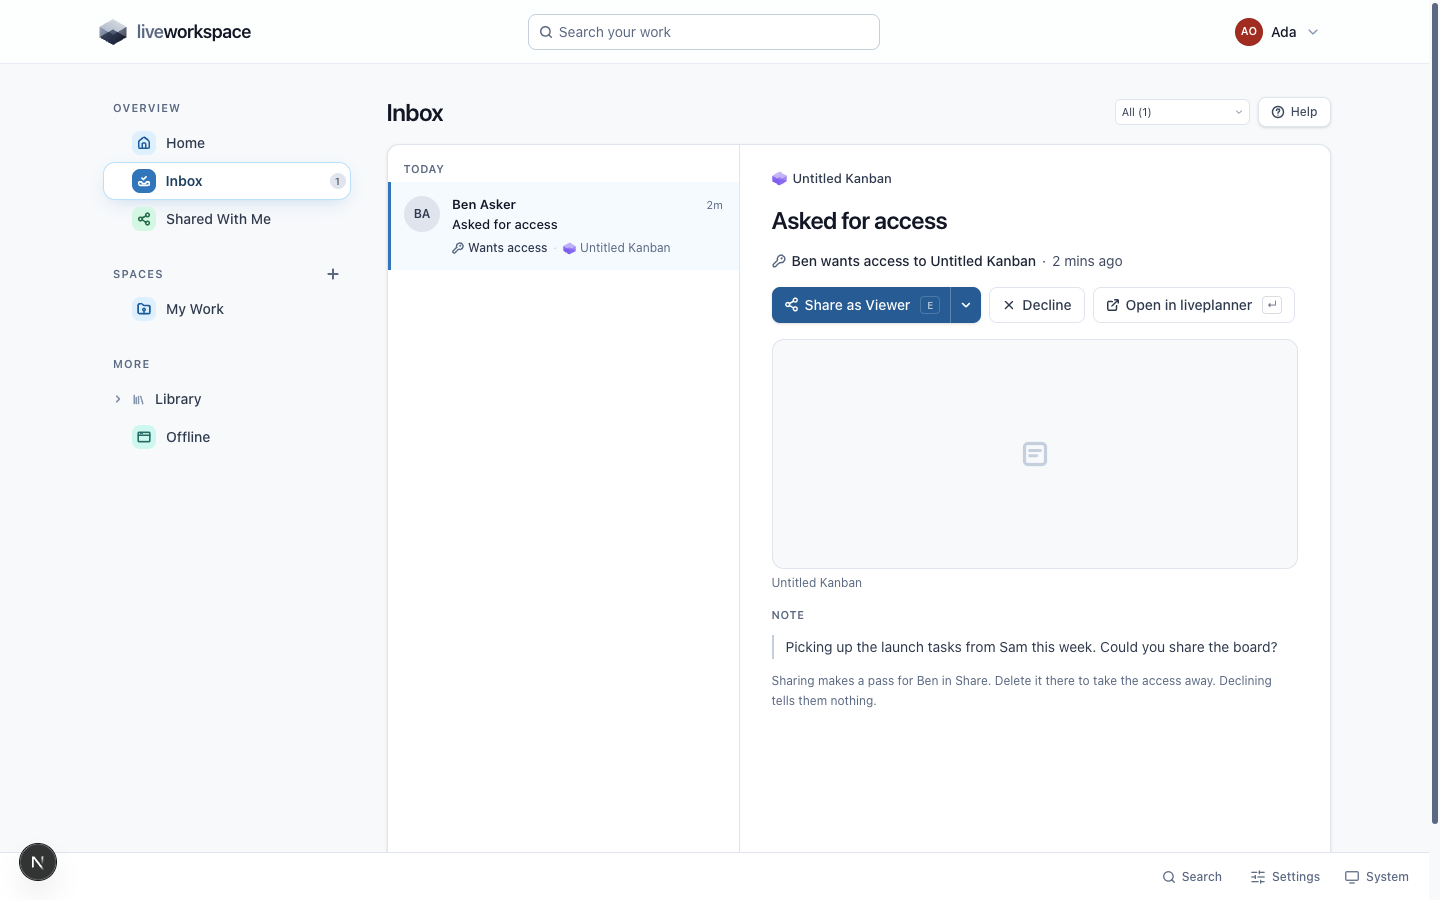 liveworkspace
Search your work
AO
Ada
OVERVIEW
Home
Inbox
1
Shared With Me
SPACES
My Work
MORE
Library
Offline
Inbox
All (1)
Help
TODAY
BA
Ben Asker
2m
Asked for access
Wants access · Untitled Kanban
Untitled Kanban
Asked for access
Ben wants access to Untitled Kanban · 2 mins ago
Share as Viewer E
Decline
Open in liveplanner ↵
Untitled Kanban
NOTE
Picking up the launch tasks from Sam this week. Could you share the board?
Sharing makes a pass for Ben in Share. Delete it there to take the access away. Declining
tells them nothing.
N
Search
Settings
System